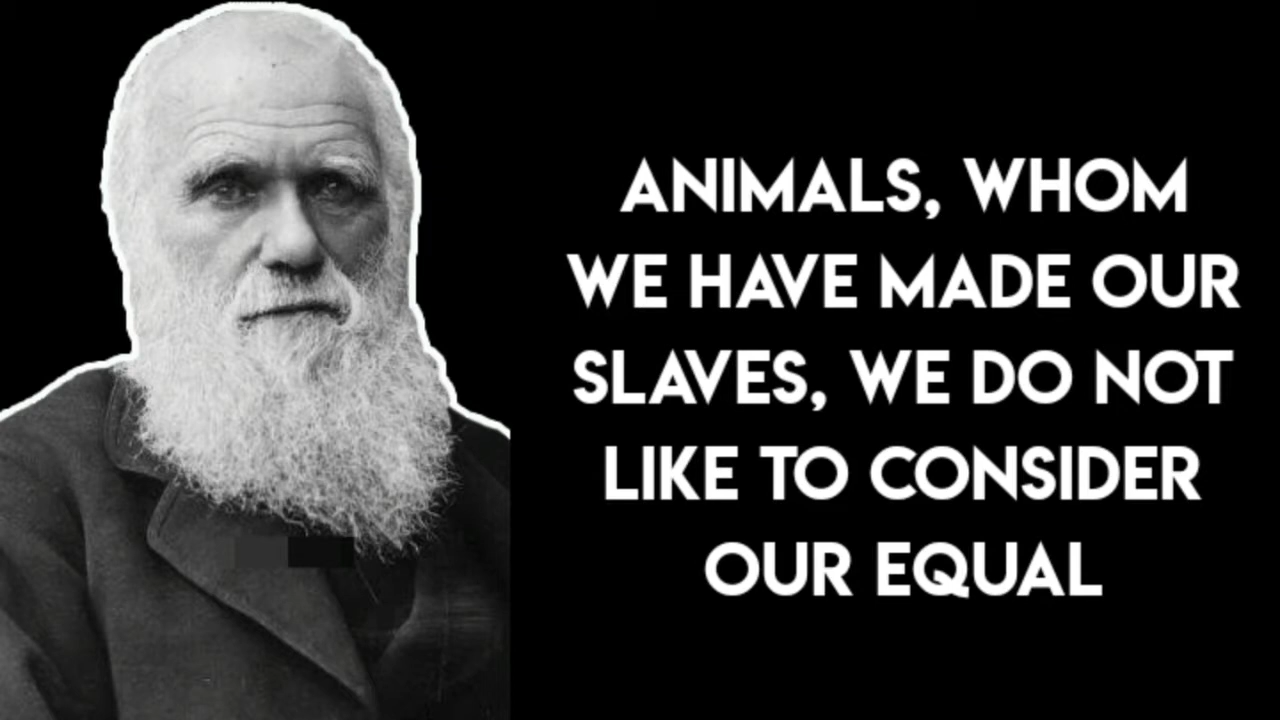 ANIMALS, WHOM
WE HAVE MADE OUR
SLAVES, WE DO NOT
LIKE TO CONSIDER
OUR EQUAL